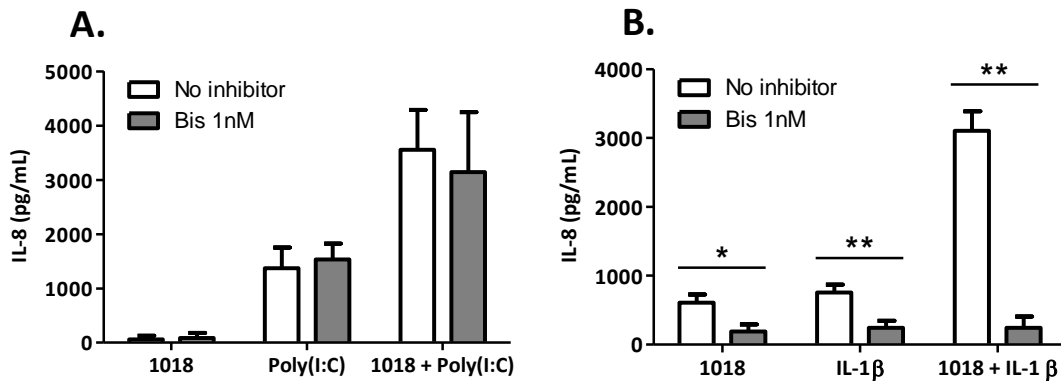 A.
5000
4000
3000
2000
1000
0
IL-8 (pg/mL)
No inhibitor
Bis 1nM
1018
Poly(I:C)
1018 + Poly(I:C)
B.
4000
3000
2000
1000
0
IL-8 (pg/mL)
No inhibitor
Bis 1nM
*
**
**
1018
IL-1β
1018 + IL-1 β